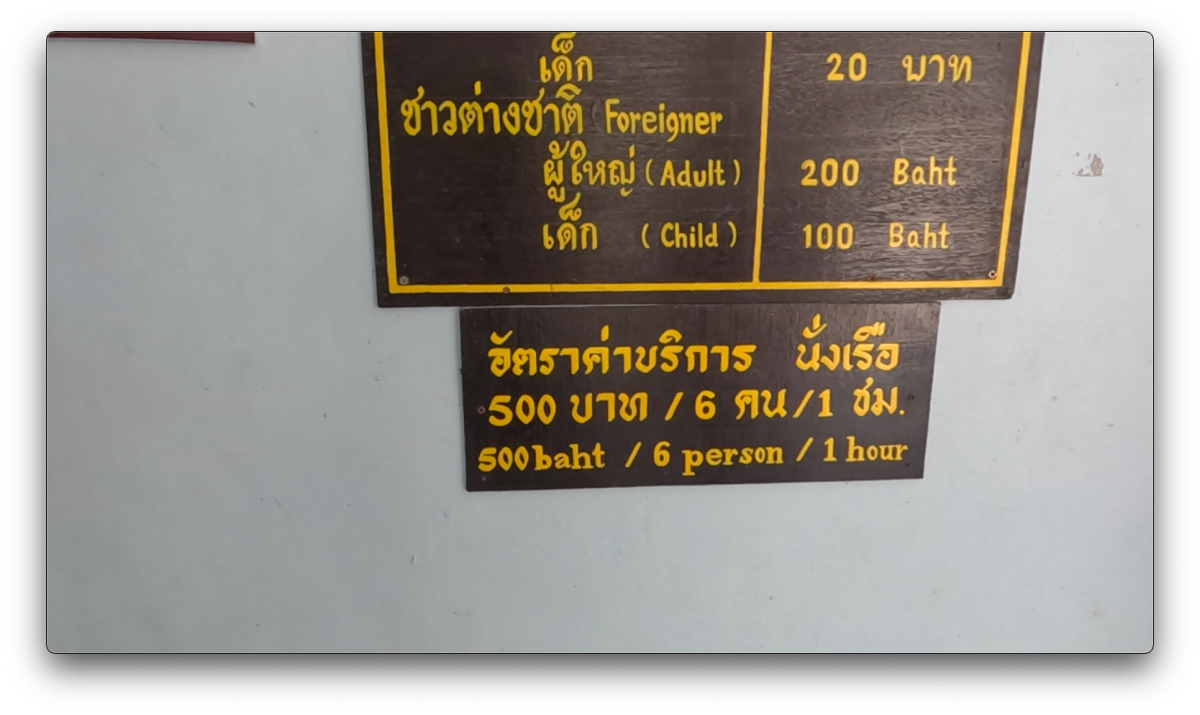 เด็ก 20 บาท
ชาวต่างชาติ Foreigner
ผู้ใหญ่ (Adult) 200 Baht
เด็ก (Child) 100 Baht
อัตราค่าบริการ นั่งเรือ
500 บาท / 6 คน / 1 ชม.
500 baht / 6 person / 1 hour